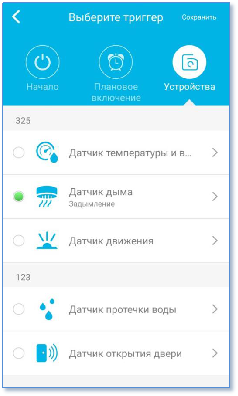 Выберите триггер
Сохранить
Начало
Плановое
включение
Устройства
325
Датчик температуры и в...
Датчик дыма
Задымление
Датчик движения
123
Датчик протечки воды
Датчик открытия двери